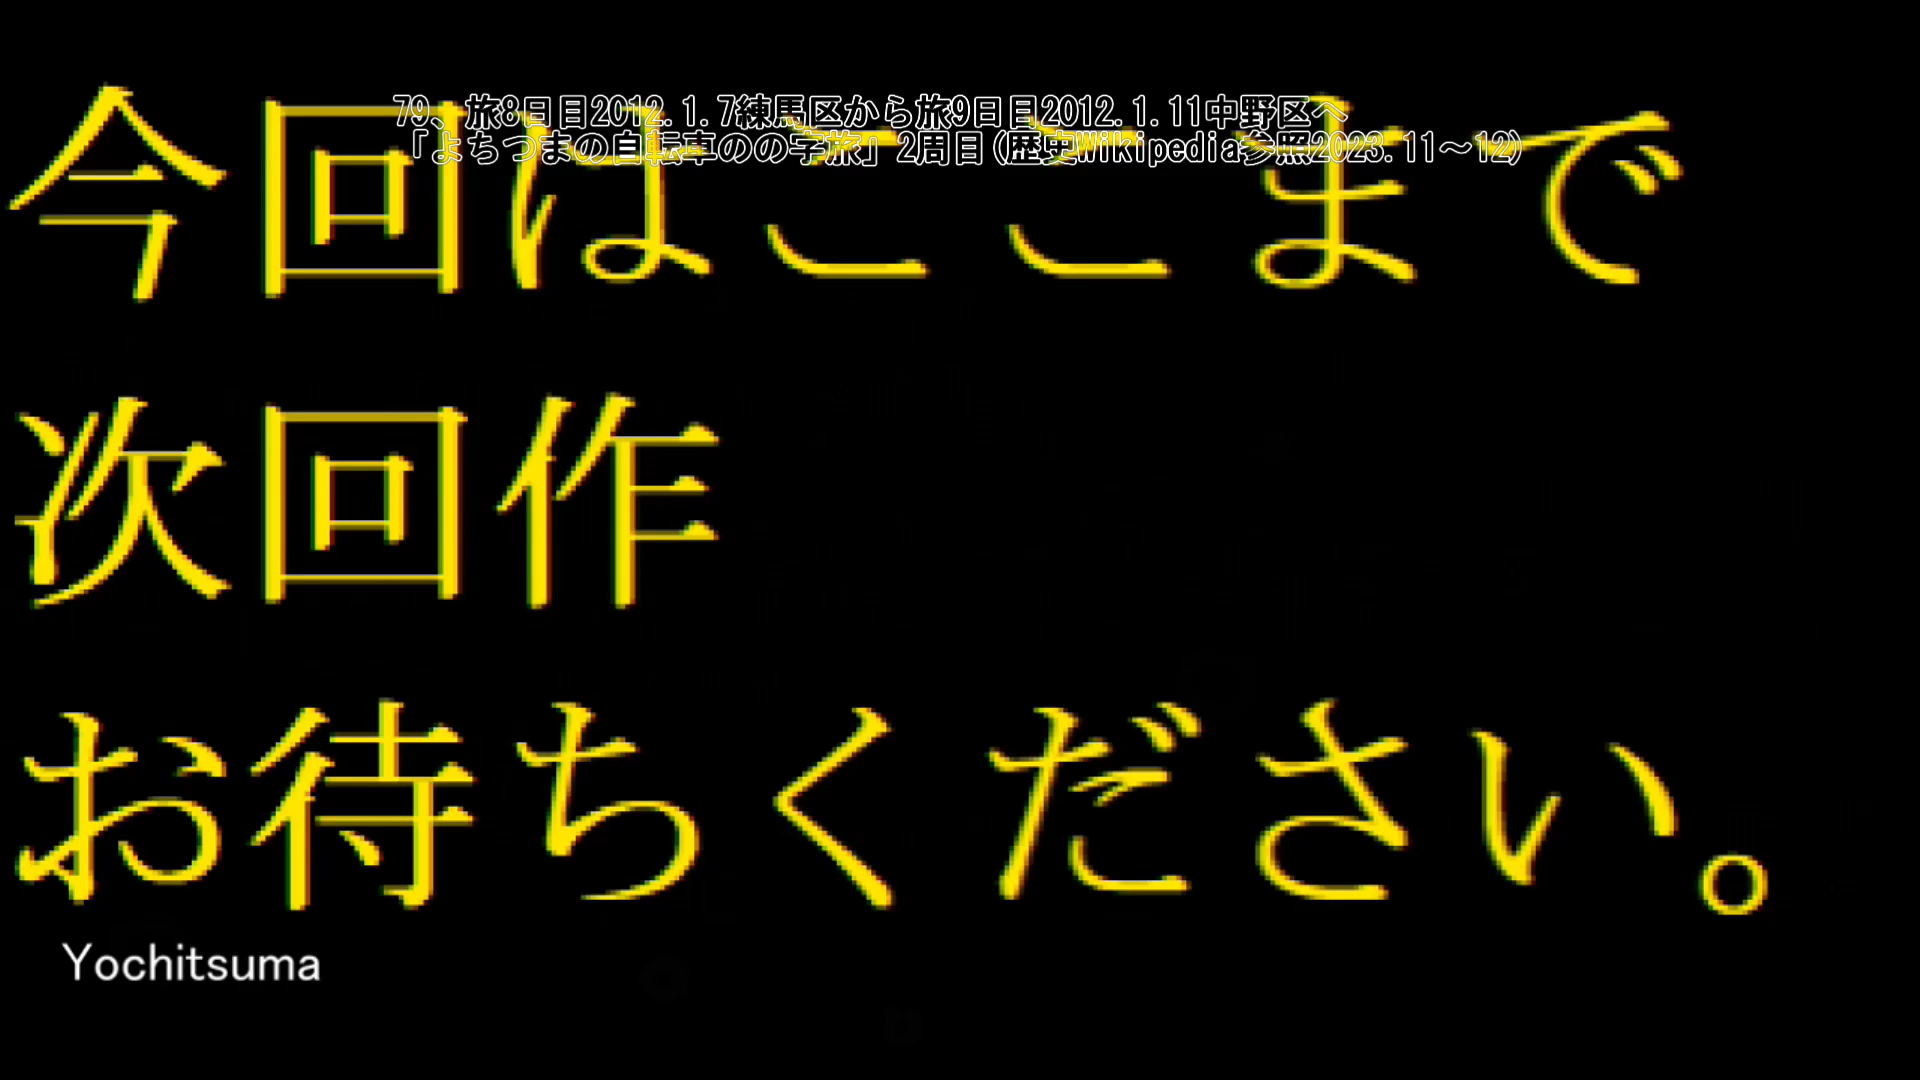 79、旅8日目2012.1.7練馬区から旅9日目2012.1.11中野区へ
「よちつまの自転車のの字旅」2周目(歴史Wikipedia参照2023.11～12)
今回はここまで
次回作
お待ちください。
Yochitsuma